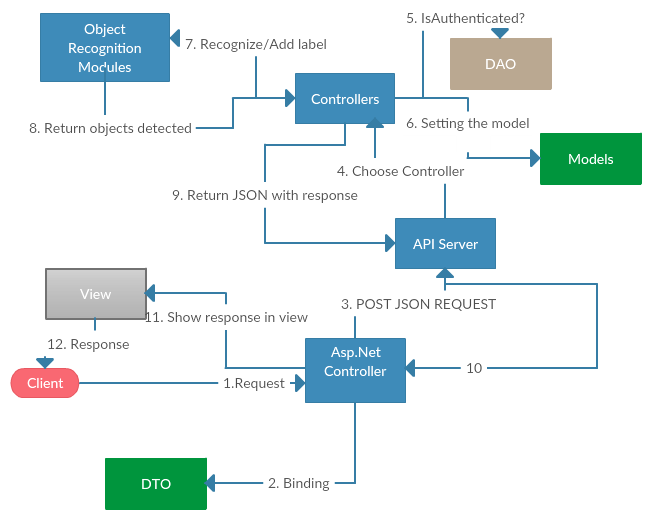 5. IsAuthenticated?
Object
Recognition
Modules
7. Recognize/Add label
DAO
Controllers
8. Return objects detected
6. Setting the model
Models
4. Choose Controller
9. Return JSON with response
API Server
View
3. POST JSON REQUEST
11. Show response in view
12. Response
Asp.Net
Controller
10
Client
1.Request
DTO
2. Binding